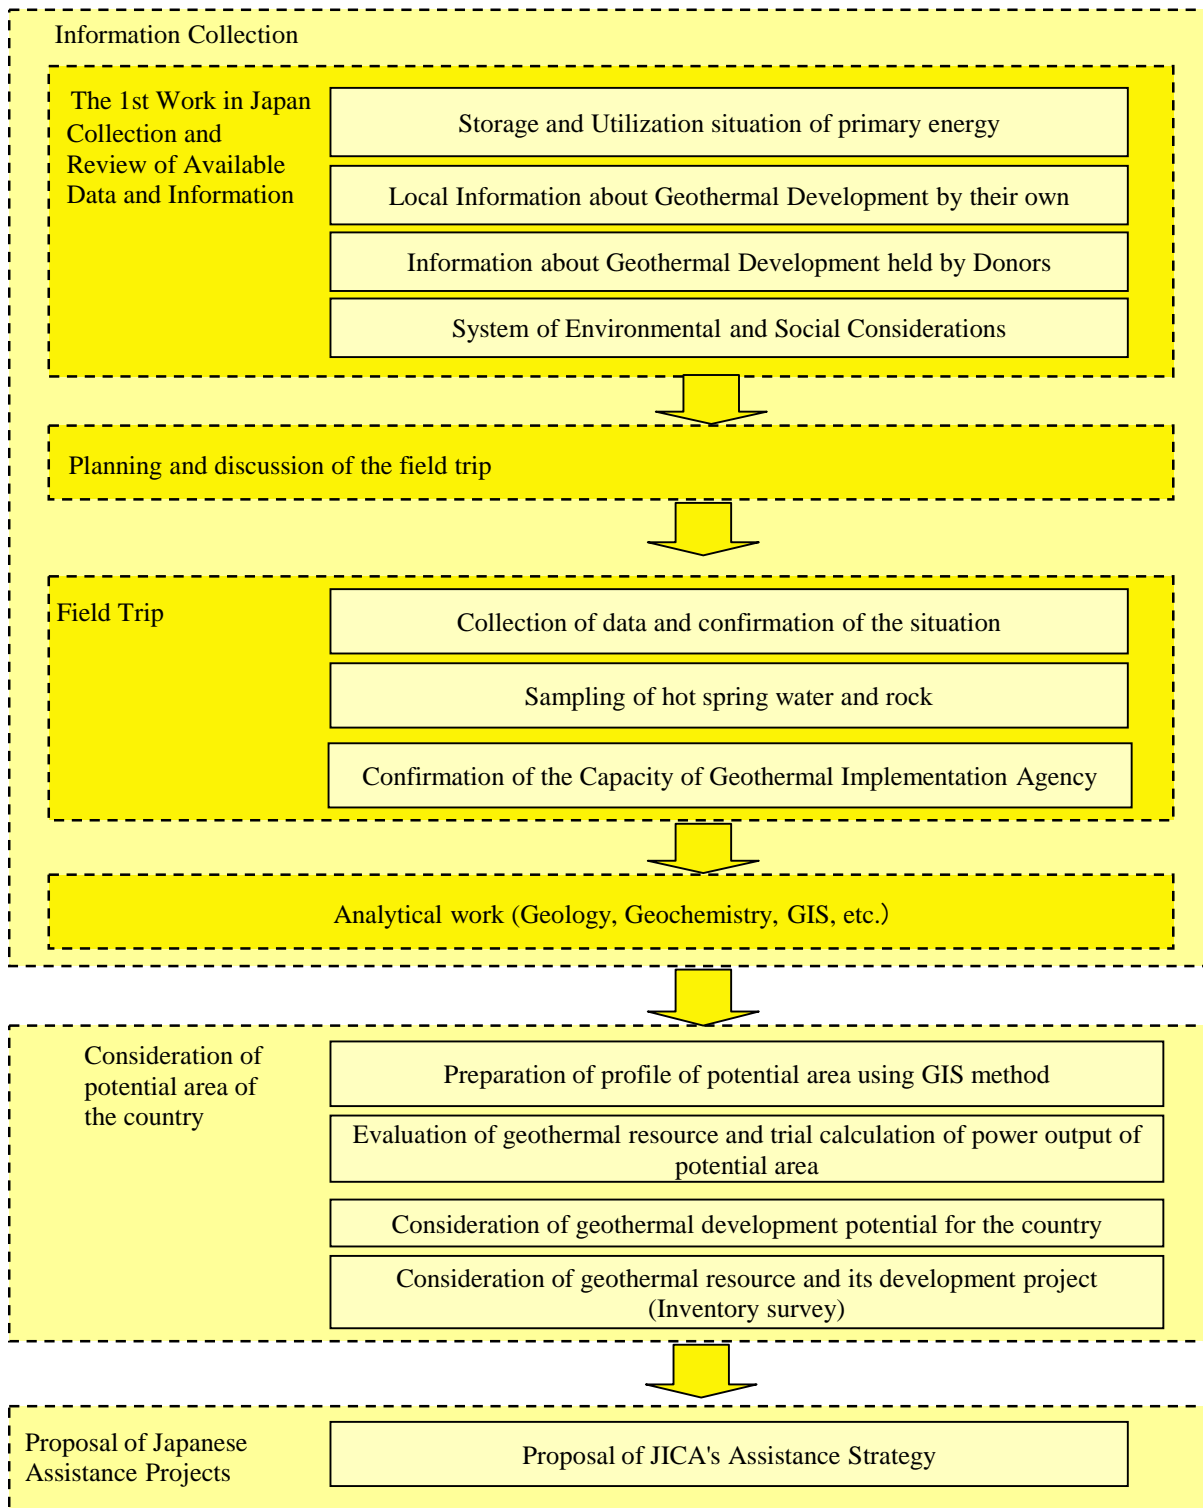 Information Collection
The 1st Work in Japan
Collection and
Review of Available
Data and Information
Storage and Utilization situation of primary energy
Local Information about Geothermal Development by their own
Information about Geothermal Development held by Donors
System of Environmental and Social Considerations
Planning and discussion of the field trip
Field Trip
Collection of data and confirmation of the situation
Sampling of hot spring water and rock
Confirmation of the Capacity of Geothermal Implementation Agency
Analytical work (Geology, Geochemistry, GIS, etc.）
Consideration of
potential area of
the country
Preparation of profile of potential area using GIS method
Evaluation of geothermal resource and trial calculation of power output of
potential area
Consideration of geothermal development potential for the country
Consideration of geothermal resource and its development project
(Inventory survey)
Proposal of Japanese
Assistance Projects
Proposal of JICA's Assistance Strategy